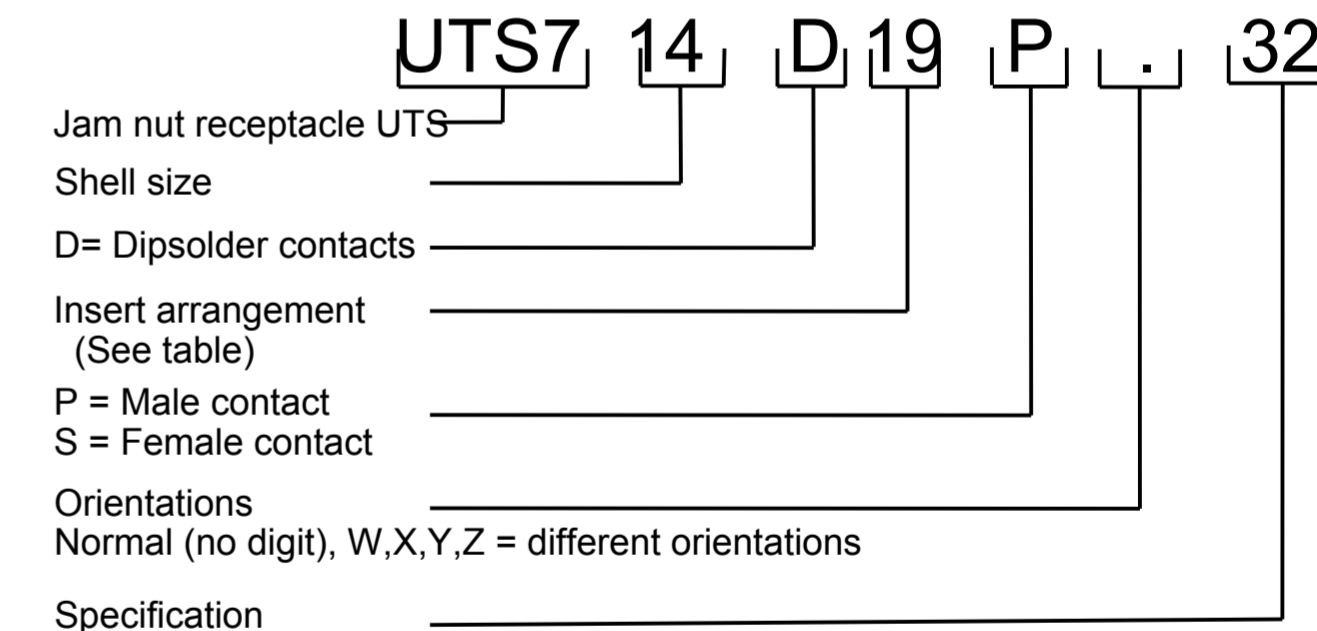 UTS7 14 D 19 P . 32
Jam nut receptacle UTS
Shell size
D= Dipsolder contacts
Insert arrangement
(See table)
P = Male contact
S = Female contact
Orientations
Normal (no digit), W,X,Y,Z = different orientations
Specification